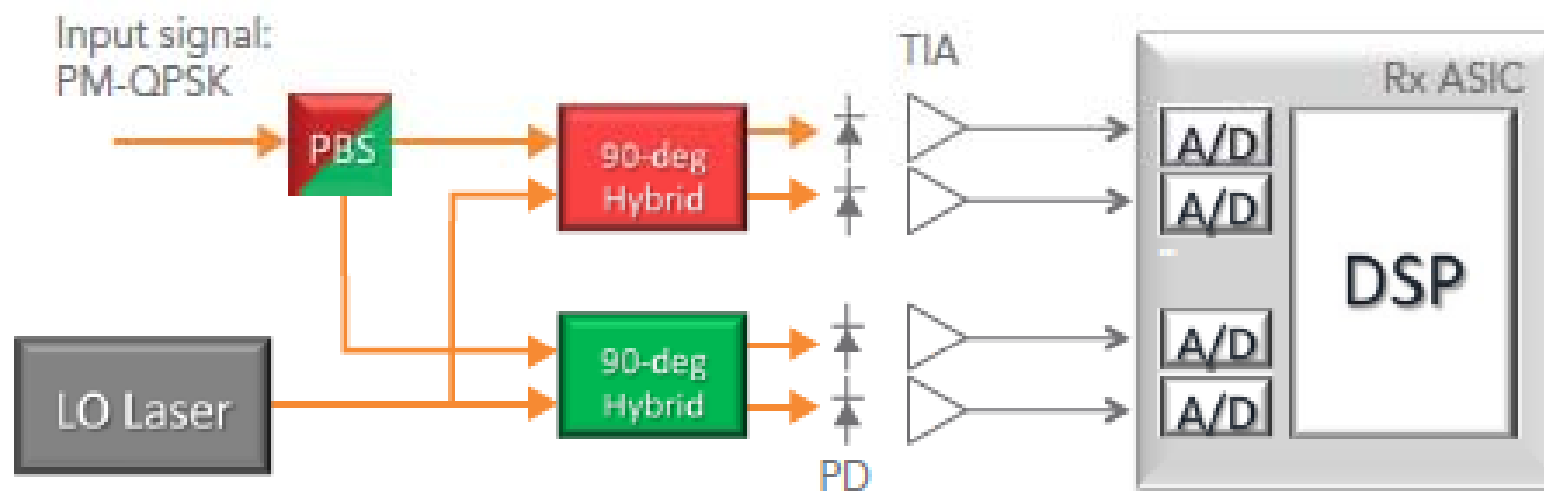 Input signal:
PM-QPSK
TIA
Rx ASIC
PBS
90-deg
Hybrid
A/D
A/D
DSP
LO Laser
90-deg
Hybrid
A/D
A/D
PD